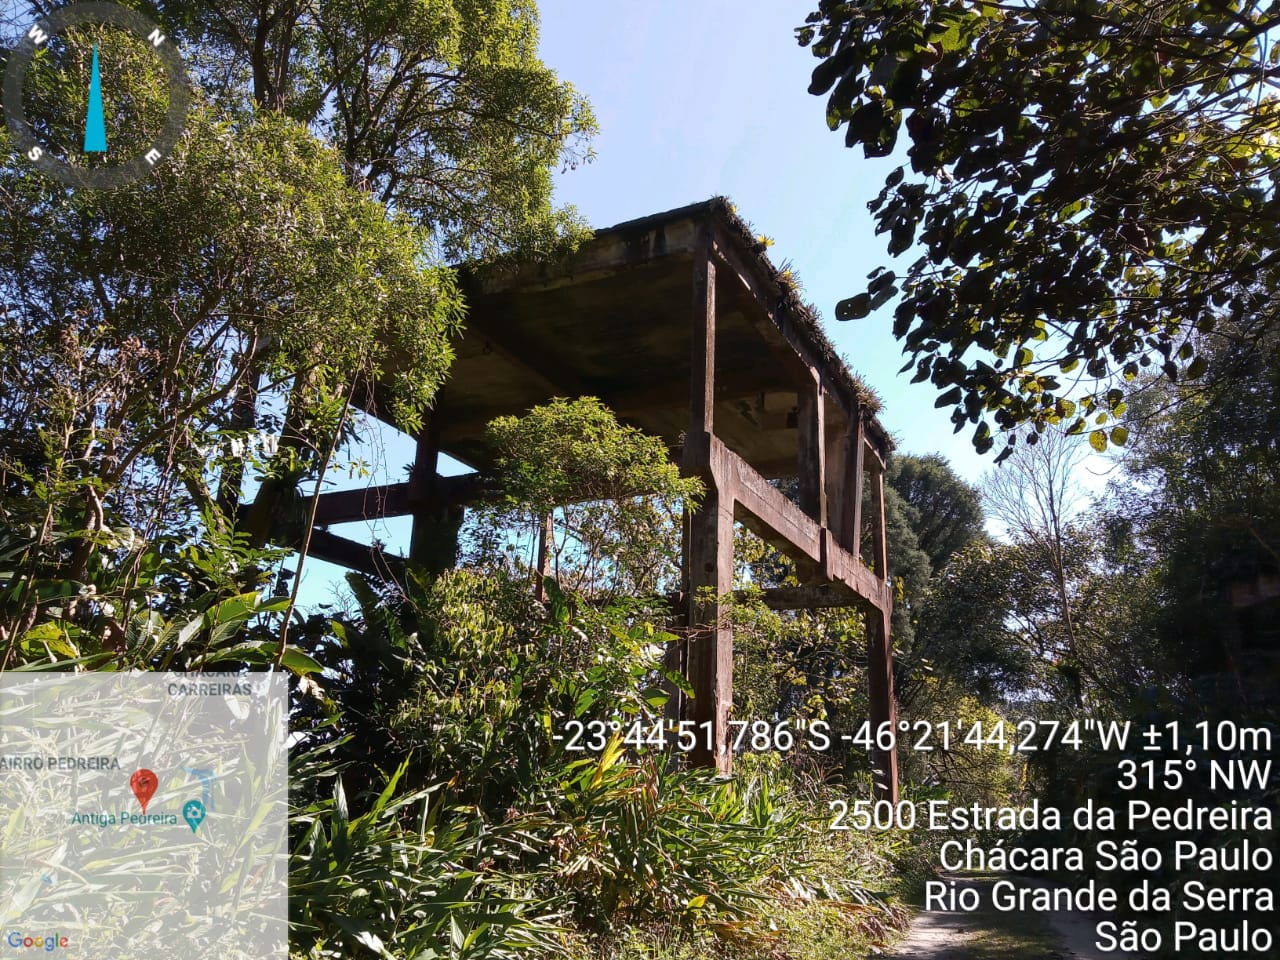 W N
S E
CHÁCARA
CARREIRAS
AIRRO PEDREIRA
Antiga Pedreira
Google
-23°44'51,786"S -46°21'44,274"W ±1,10m
315° NW
2500 Estrada da Pedreira
Chácara São Paulo
Rio Grande da Serra
São Paulo